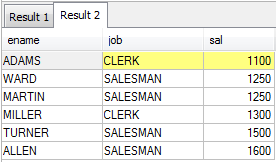 Result 1 Result 2
ename job sal
ADAMS CLERK 1100
WARD SALESMAN 1250
MARTIN SALESMAN 1250
MILLER CLERK 1300
TURNER SALESMAN 1500
ALLEN SALESMAN 1600